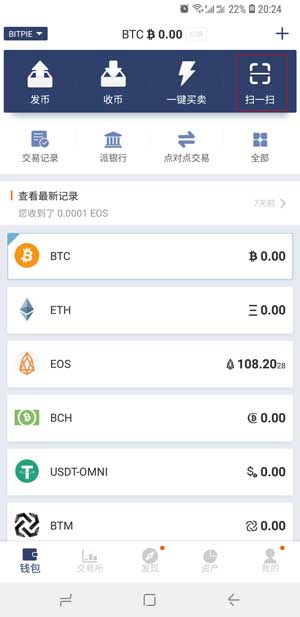 22% 20:24
BITPIE
BTC ₿ 0.00
发币
收币
一键买卖
扫一扫
交易记录
派银行
点对点交易
全部
查看最新记录
您收到了 0.0001 EOS
7天前
BTC ₿ 0.00
ETH Ξ 0.00
EOS 108.2028
BCH 0.00
USDT-OMNI 0.00
BTM 0.00
钱包
交易所
发现
资产
我的